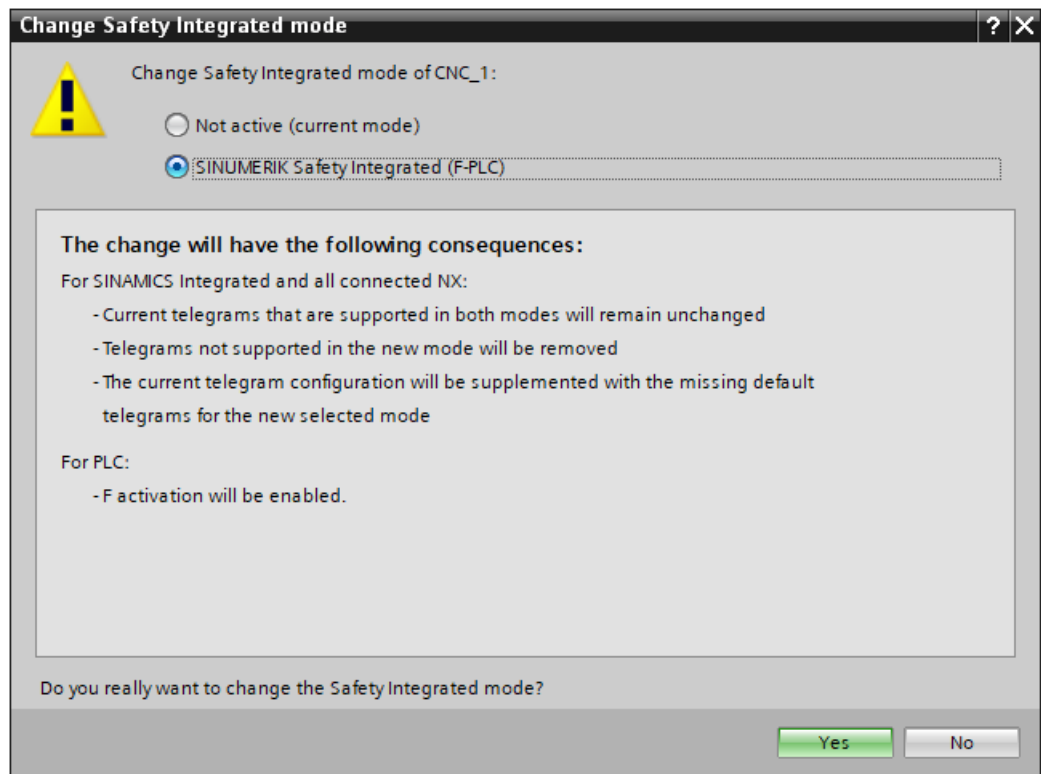 Change Safety Integrated mode
?
Change Safety Integrated mode of CNC_1:
Not active (current mode)
SINUMERIK Safety Integrated (F-PLC)
The change will have the following consequences:
For SINAMICS Integrated and all connected NX:
- Current telegrams that are supported in both modes will remain unchanged
- Telegrams not supported in the new mode will be removed
- The current telegram configuration will be supplemented with the missing default
telegrams for the new selected mode
For PLC:
- F activation will be enabled.
Do you really want to change the Safety Integrated mode?
Yes
No